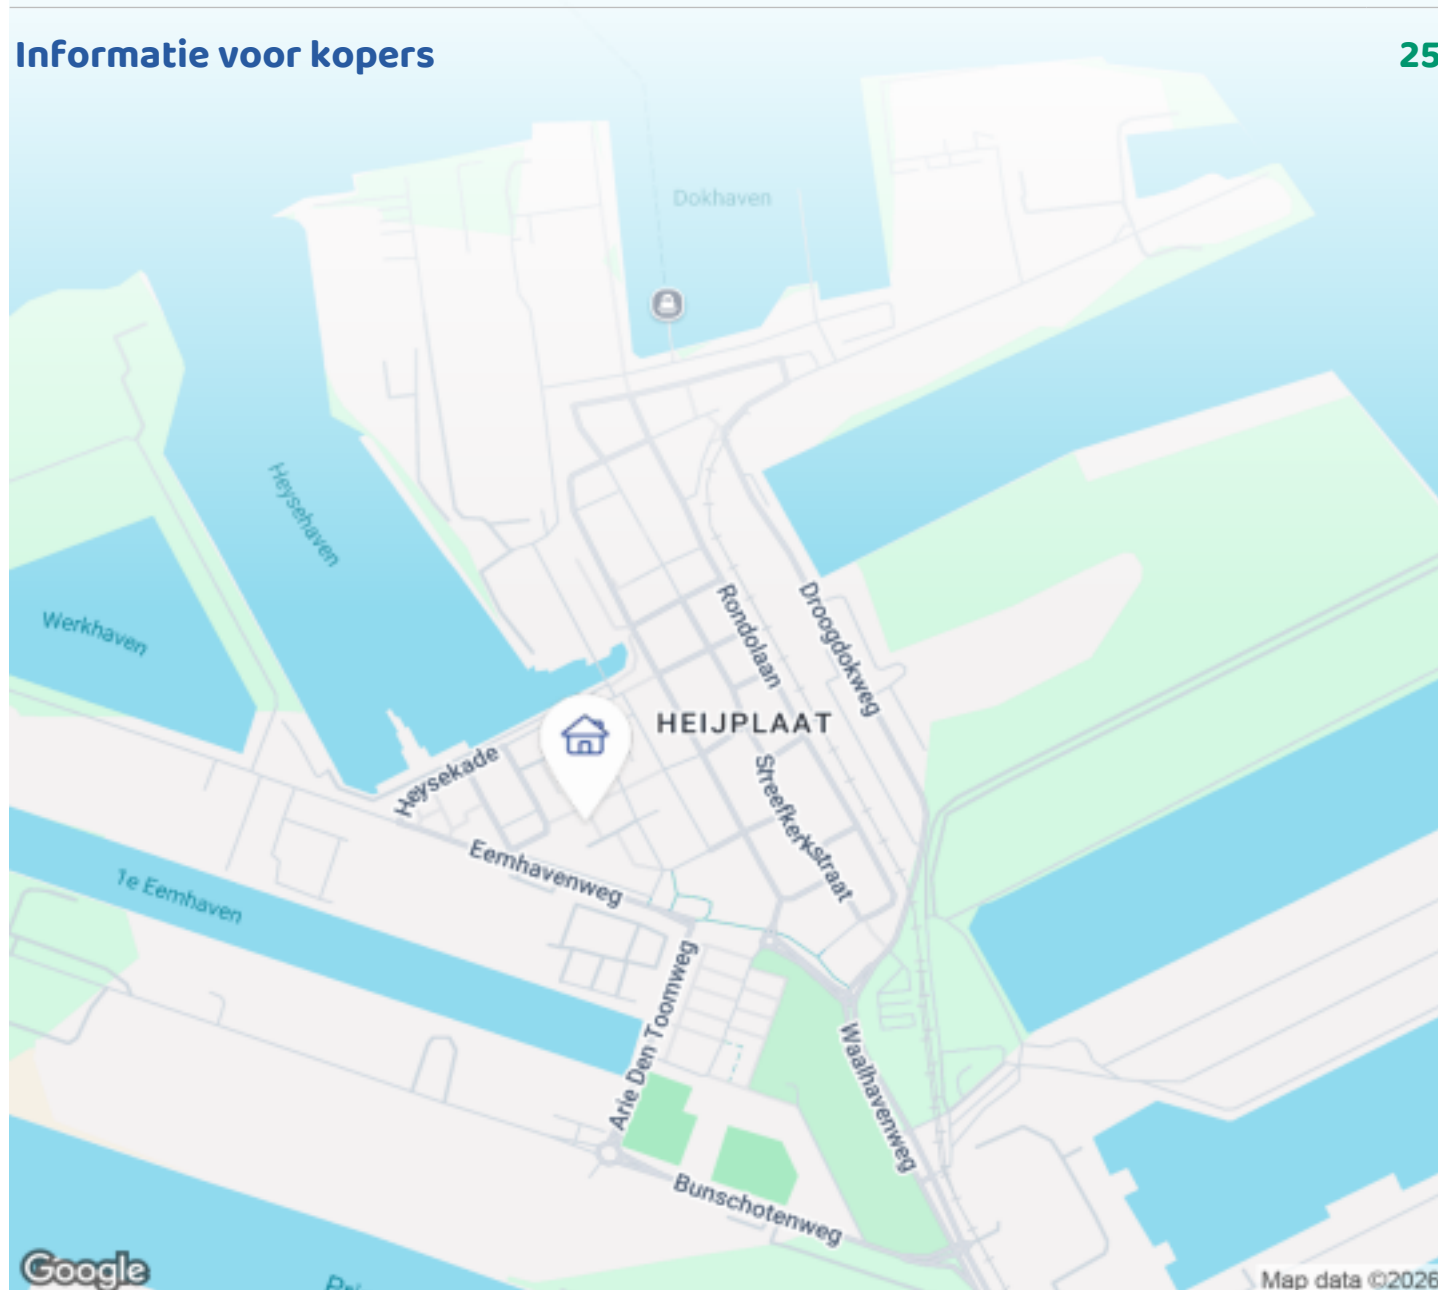 Informatie voor kopers
25
Dokhaven
Heysehaven
Werkhaven
Rondolaan
Droogdokweg
HEIJPLAAT
Heysekade
Streefkerkstraat
Eemhavenweg
1e Eemhaven
Arie Den Toomweg
Waalhavenweg
Bunschotenweg
Google
Map data ©2026